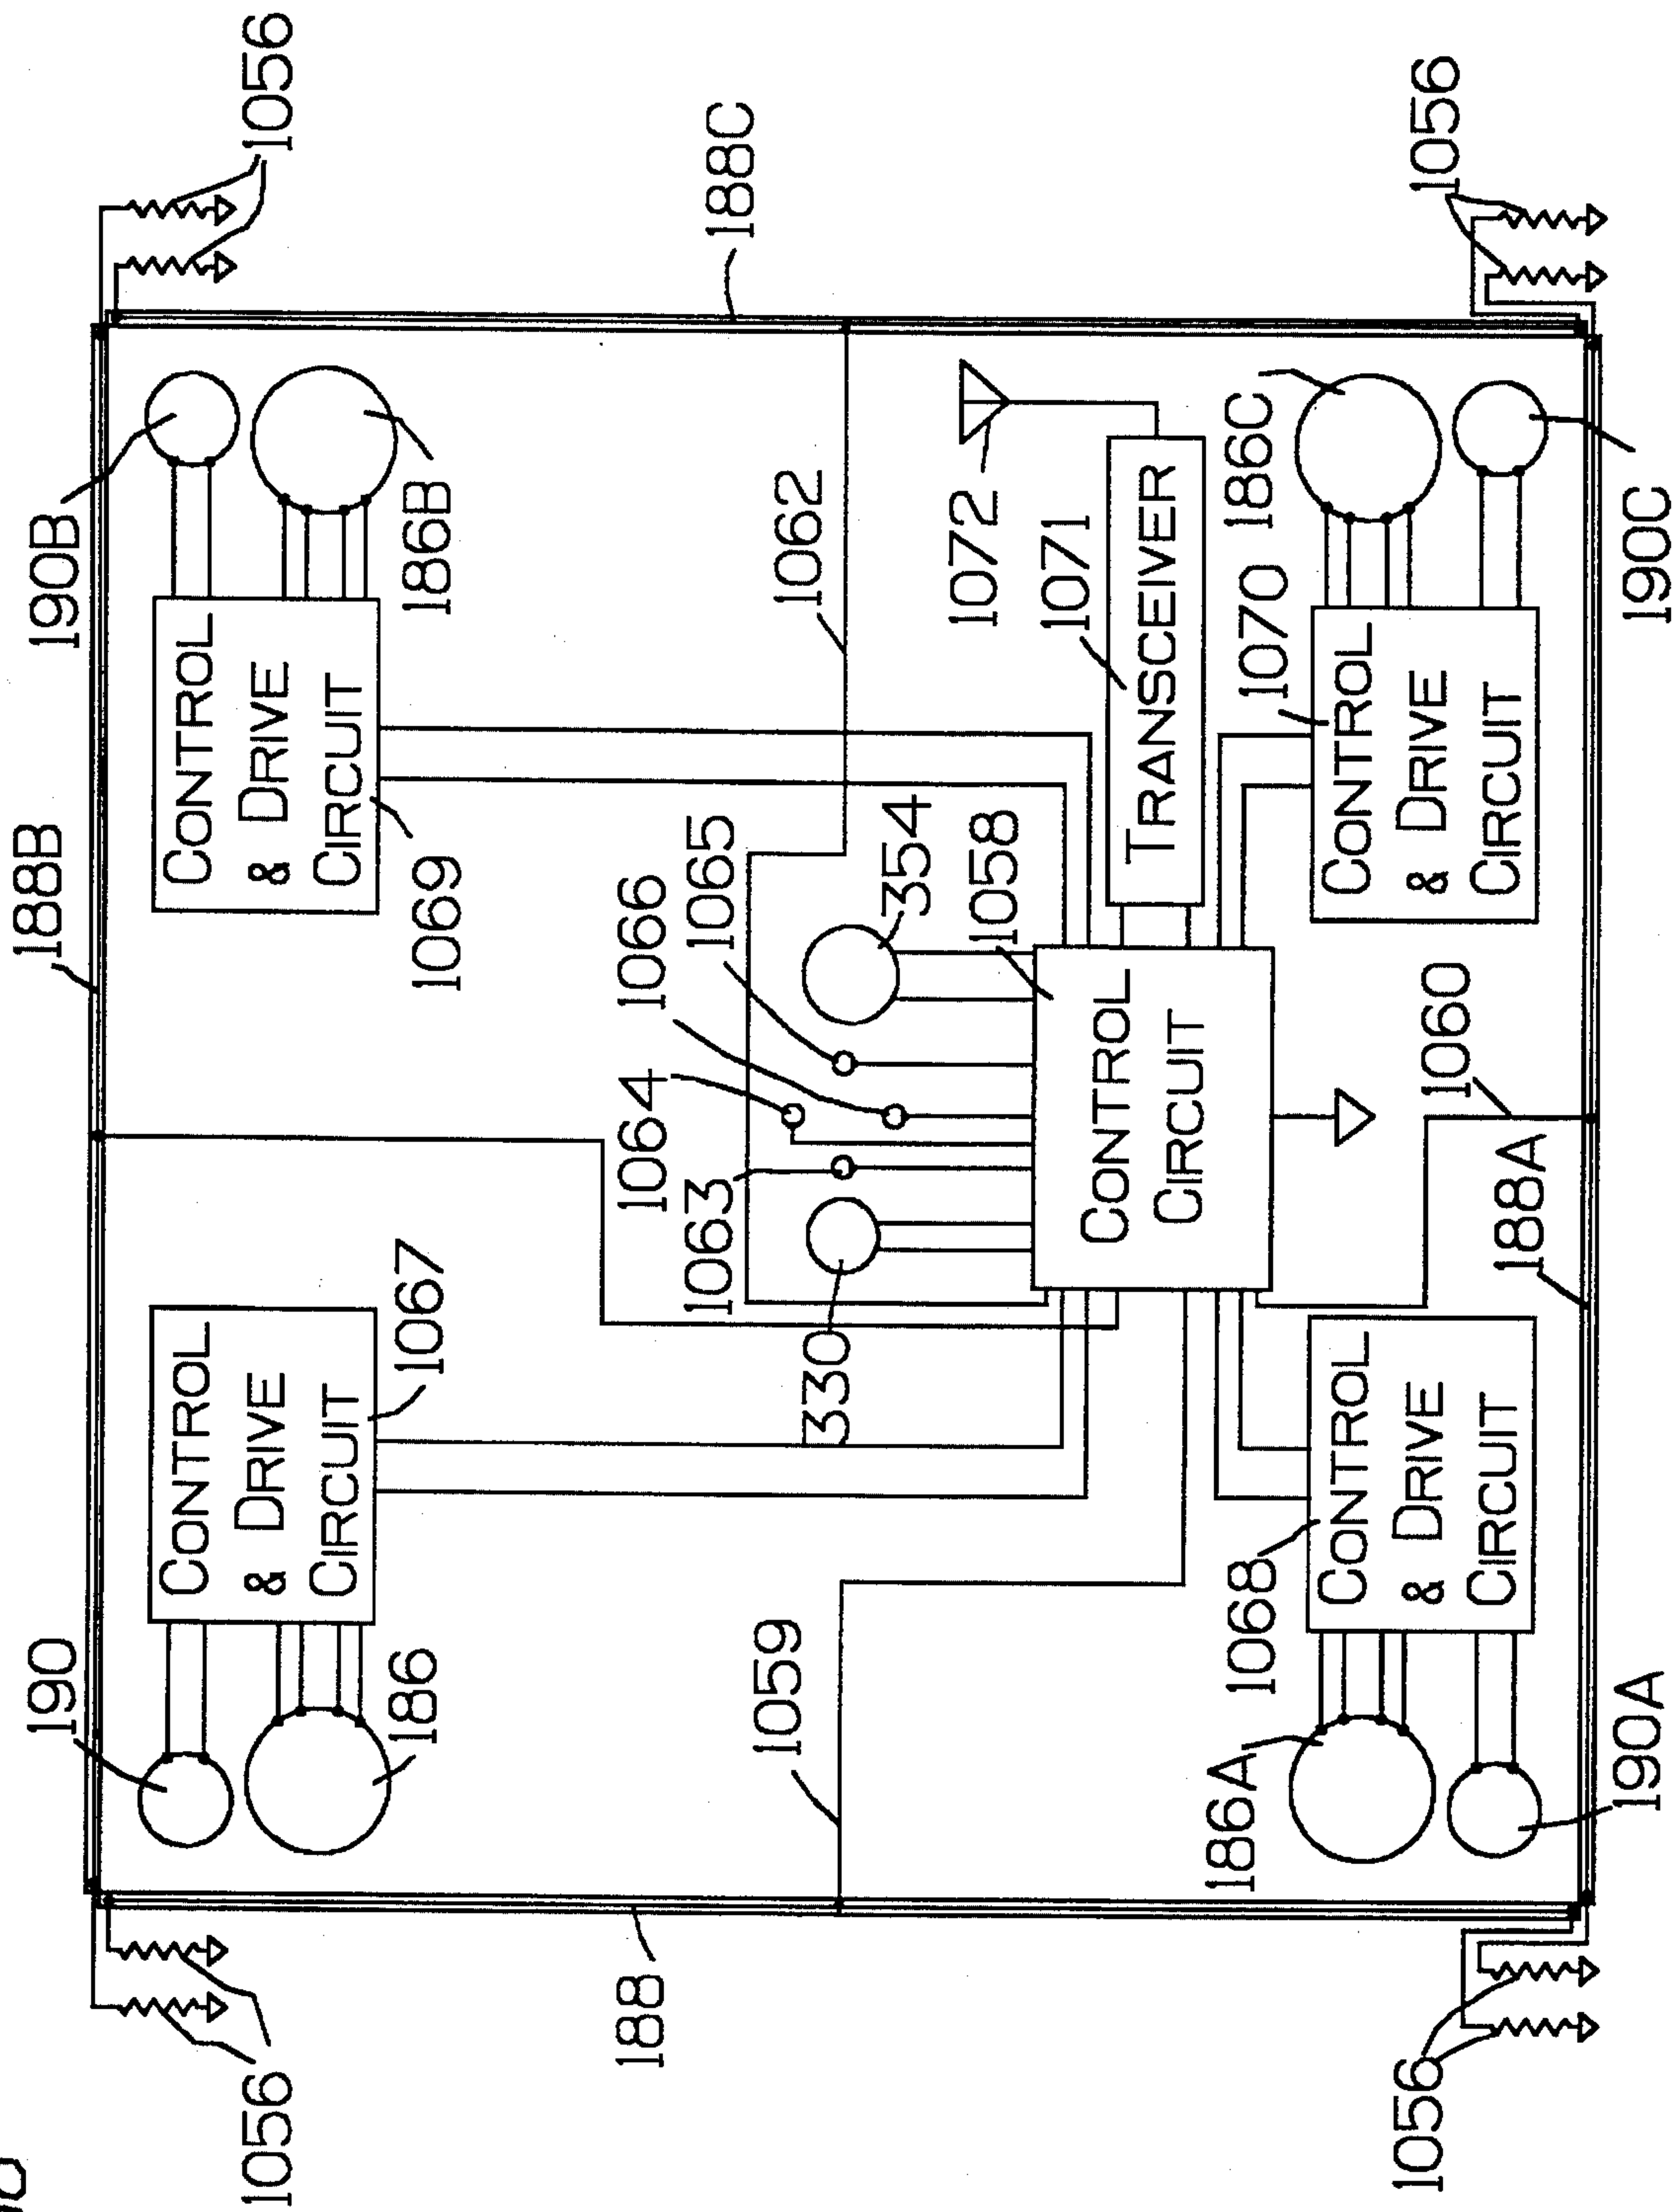 190
188B
190B
1056
1056
CONTROL
& DRIVE
CIRCUIT
CONTROL
& DRIVE
CIRCUIT
186
1067
1069
186B
188
1064
1066
1063
1065
188C
1059
1062
330
354
1058
1072
1071
CONTROL
CIRCUIT
TRANSCEIVER
186A
1068
1070
186C
CONTROL
& DRIVE
CIRCUIT
CONTROL
& DRIVE
CIRCUIT
1056
1060
1056
188A
190A
190C